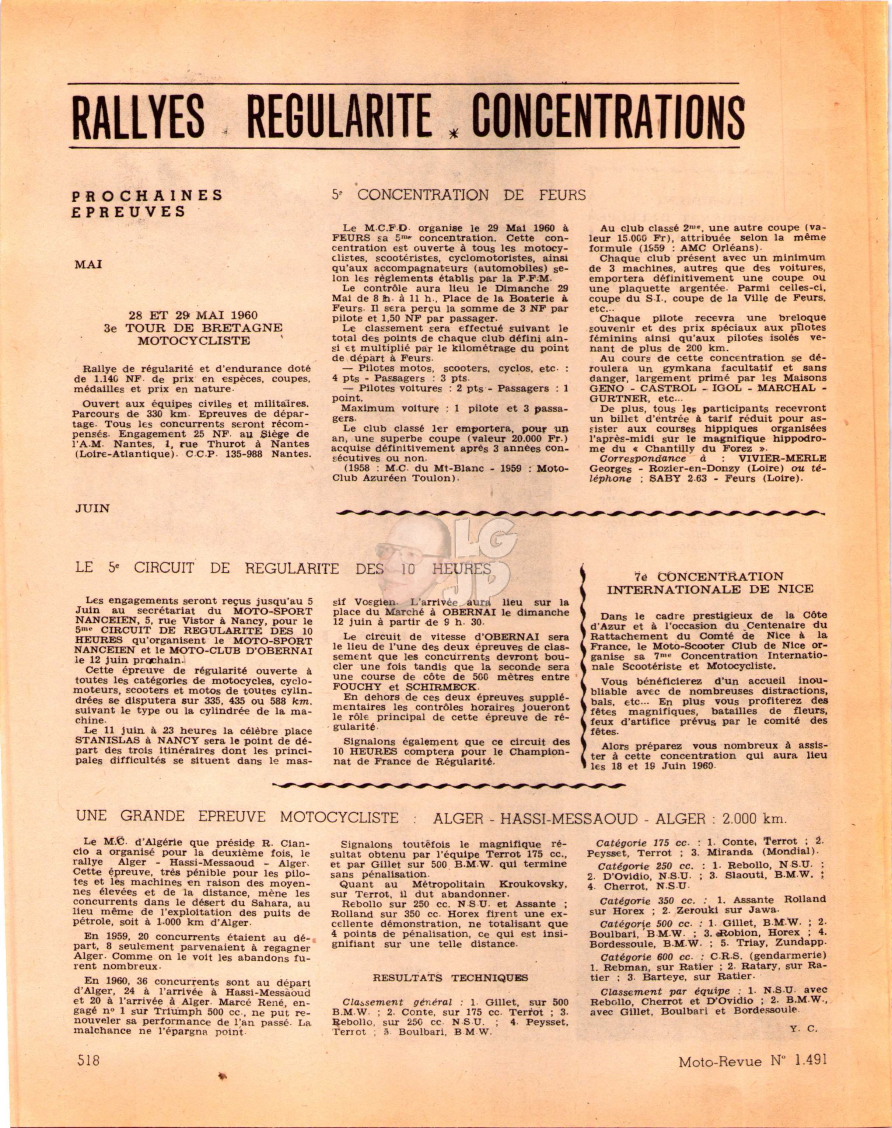 RALLYES REGULARITE * CONCENTRATIONS
PROCHAINES
EPREUVES
MAI
28 ET 29 MAI 1960
3e TOUR DE BRETAGNE
MOTOCYCLISTE
Rallye de régularité et d'endurance doté
de 1.140 NF. de prix en espèces, coupes,
médailles et prix en nature.
Ouvert aux équipes civiles et militaires.
Parcours de 330 km. Epreuves de dépar-
tage. Tous les concurrents seront récom-
pensés. Engagement 25 NF. au Siège de
l'A.M. Nantes, 1, rue Thurot à Nantes
(Loire-Atlantique). C.C.P. 135-988 Nantes.
JUIN
5e CONCENTRATION DE FEURS
Le M.C.F.D. organise le 29 Mai 1960 à
FEURS sa 5me concentration. Cette con-
centration est ouverte à tous les motocy-
clistes, scootéristes, cyclomotoristes, ainsi
qu'aux accompagnateurs (automobiles) se-
lon les réglements établis par la F.F.M.
Le contrôle aura lieu le Dimanche 29
Mai de 8 h. à 11 h., Place de la Boaterie à
Feurs. Il sera perçu la somme de 3 NF par
pilote et 1,50 NF par passager.
Le classement sera effectué suivant le
total des points de chaque club défini ain-
si et multiplié par le kilométrage du point
de départ à Feurs.
— Pilotes motos, scooters, cyclos, etc. :
4 pts - Passagers : 3 pts.
— Pilotes voitures : 2 pts - Passagers : 1
point.
Maximum voiture : 1 pilote et 3 passa-
gers.
Le club classé 1er emportera, pour un
an, une superbe coupe (valeur 20.000 Fr.)
acquise définitivement après 3 années con-
sécutives ou non.
(1958 : M.C. du Mt-Blanc - 1959 : Moto-
Club Azuréen Toulon).
Au club classé 2me, une autre coupe (va-
leur 15.000 Fr), attribuée selon la même
formule (1959 : AMC Orléans).
Chaque club présent avec un minimum
de 3 machines, autres que des voitures,
emportera définitivement une coupe ou
une plaquette argentée. Parmi celles-ci,
coupe du S.I., coupe de la Ville de Feurs,
etc...
Chaque pilote recevra une breloque
souvenir et des prix spéciaux aux pilotes
féminins ainsi qu'aux pilotes isolés ve-
nant de plus de 200 km.
Au cours de cette concentration se dé-
roulera un gymkana facultatif et sans
danger, largement primé par les Maisons
GENO - CASTROL - IGOL - MARCHAL -
GURTNER, etc...
De plus, tous les participants recevront
un billet d'entrée à tarif réduit pour as-
sister aux courses hippiques organisées
l'après-midi sur le magnifique hippodro-
me du « Chantilly du Forez ».
Correspondance à : VIVIER-MERLE
Georges - Rozier-en-Donzy (Loire) ou té-
léphone : SABY 2.63 - Feurs (Loire).
LG
JP
LE 5e CIRCUIT DE REGULARITE DES 10 HEURES
Les engagements seront reçus jusqu'au 5
Juin au secrétariat du MOTO-SPORT
NANCEIEN, 5, rue Vistor à Nancy, pour le
5me CIRCUIT DE REGULARITE DES 10
HEURES qu'organisent le MOTO-SPORT
NANCEIEN et le MOTO-CLUB D'OBERNAI
le 12 juin prochain.
Cette épreuve de régularité ouverte à
toutes les catégories de motocycles, cyclo-
moteurs, scooters et motos de toutes cylin-
drées se disputera sur 335, 435 ou 588 km.
suivant le type ou la cylindrée de la ma-
chine.
Le 11 juin à 23 heures la célèbre place
STANISLAS à NANCY sera le point de dé-
part des trois itinéraires dont les princi-
pales difficultés se situent dans le mas-
sif Vosgien. L'arrivée aura lieu sur la
place du Marché à OBERNAI le dimanche
12 juin à partir de 9 h. 30.
Le circuit de vitesse d'OBERNAI sera
le lieu de l'une des deux épreuves de clas-
sement que les concurrents devront bou-
cler une fois tandis que la seconde sera
une course de côte de 500 mètres entre
FOUCHY et SCHIRMECK.
En dehors de ces deux épreuves supplé-
mentaires les contrôles horaires joueront
le rôle principal de cette épreuve de ré-
gularité.
Signalons également que ce circuit des
10 HEURES comptera pour le Champion-
nat de France de Régularité.
7e CONCENTRATION
INTERNATIONALE DE NICE
Dans le cadre prestigieux de la Côte
d'Azur et à l'occasion du Centenaire du
Rattachement du Comté de Nice à la
France, le Moto-Scooter Club de Nice or-
ganise sa 7me Concentration Internatio-
nale Scootériste et Motocycliste.
Vous bénéficierez d'un accueil inou-
bliable avec de nombreuses distractions,
bals, etc... En plus vous profiterez des
fêtes magnifiques, batailles de fleurs,
feux d'artifice prévus par le comité des
fêtes.
Alors préparez vous nombreux à assis-
ter à cette concentration qui aura lieu
les 18 et 19 Juin 1960.
UNE GRANDE EPREUVE MOTOCYCLISTE : ALGER - HASSI-MESSAOUD - ALGER : 2.000 km.
Le M.C. d'Algérie que préside R. Cian-
cio a organisé pour la deuxième fois, le
rallye Alger - Hassi-Messaoud - Alger.
Cette épreuve, très pénible pour les pilo-
tes et les machines en raison des moyen-
nes élevées et de la distance, mène les
concurrents dans le désert du Sahara, au
lieu même de l'exploitation des puits de
pétrole, soit à 1.000 km d'Alger.
En 1959, 20 concurrents étaient au dé-
part, 8 seulement parvenaient à regagner
Alger. Comme on le voit les abandons fu-
rent nombreux.
En 1960, 36 concurrents sont au départ
d'Alger, 24 à l'arrivée à Hassi-Messaoud
et 20 à l'arrivée à Alger. Marcé René, en-
gagé n° 1 sur Triumph 500 cc., ne put re-
nouveler sa performance de l'an passé. La
malchance ne l'épargna point.
Signalons toutefois le magnifique ré-
sultat obtenu par l'équipe Terrot 175 cc.,
et par Gillet sur 500 B.M.W. qui termine
sans pénalisation.
Quant au Métropolitain Kroukovsky,
sur Terrot, il dut abandonner.
Rebollo sur 250 cc. N.S.U. et Assante ;
Rolland sur 350 cc. Horex firent une ex-
cellente démonstration, ne totalisant que
4 points de pénalisation, ce qui est insi-
gnifiant sur une telle distance.
RESULTATS TECHNIQUES
Classement général : 1. Gillet, sur 500
B.M.W. ; 2. Conte, sur 175 cc. Terrot ; 3.
Rebollo, sur 250 cc. N.S.U. ; 4. Peysset,
Terrot ; 5. Boulbari, B.M.W.
Catégorie 175 cc. : 1. Conte, Terrot ; 2.
Peysset, Terrot ; 3. Miranda (Mondial).
Catégorie 250 cc. : 1. Rebollo, N.S.U. ;
2. D'Ovidio, N.S.U. ; 3. Slaouti, B.M.W. ;
4. Cherrot, N.S.U.
Catégorie 350 cc. : 1. Assante Rolland
sur Horex ; 2. Zerouki sur Jawa.
Catégorie 500 cc. : 1. Gillet, B.M.W. ; 2.
Boulbari, B.M.W. ; 3. Robion, Horex ; 4.
Bordessoule, B.M.W. ; 5. Triay, Zundapp.
Catégorie 600 cc. : C.R.S. (gendarmerie)
1. Rebman, sur Ratier ; 2. Ratary, sur Ra-
tier ; 3. Barteye, sur Ratier.
Classement par équipe : 1. N.S.U. avec
Rebollo, Cherrot et D'Ovidio ; 2. B.M.W.,
avec Gillet, Boulbari et Bordessoule.
Y. C.
518
Moto-Revue N° 1.491